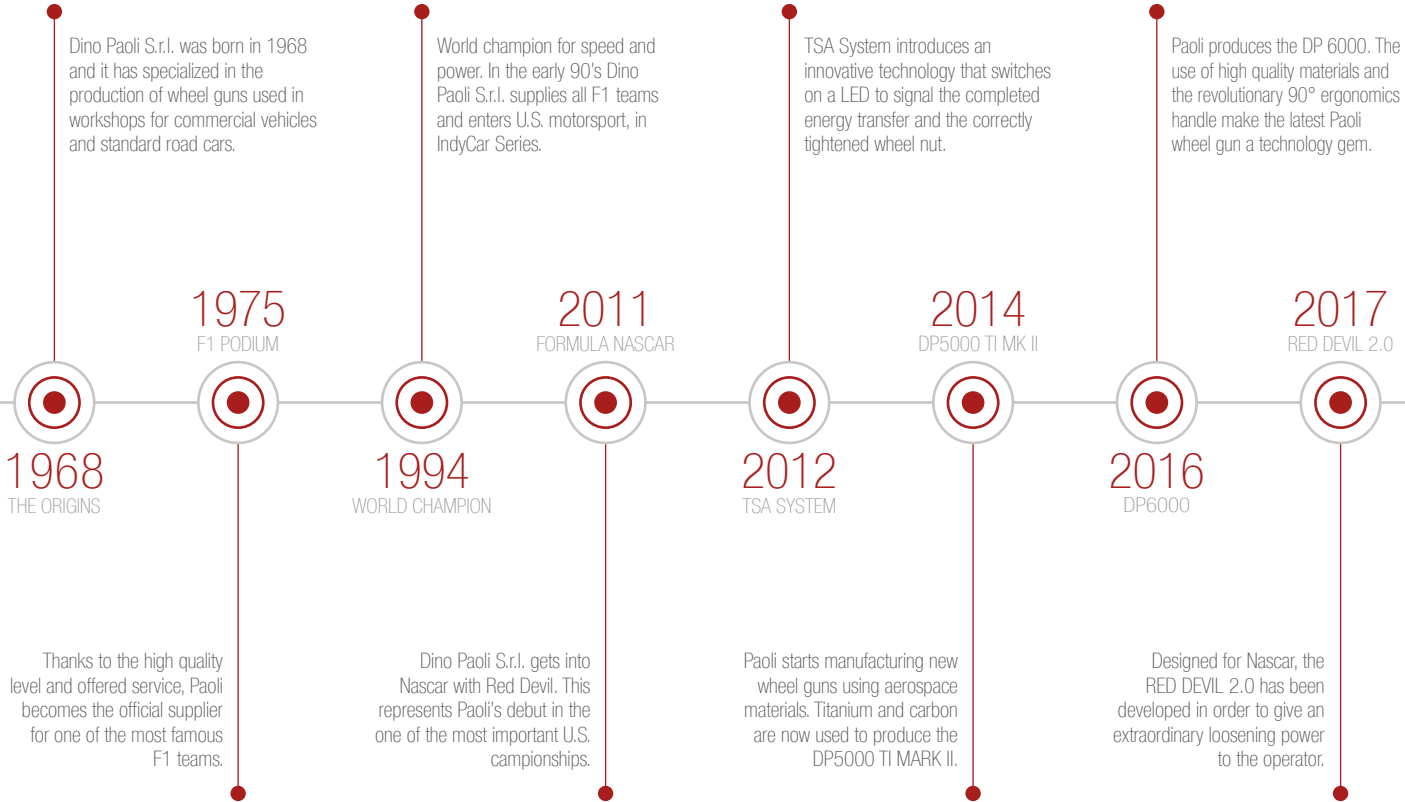 Dino Paoli S.r.l. was born in 1968
and it has specialized in the
production of wheel guns used in
workshops for commercial vehicles
and standard road cars.
1968
THE ORIGINS
1975
F1 PODIUM
Thanks to the high quality
level and offered service, Paoli
becomes the official supplier
for one of the most famous
F1 teams.
World champion for speed and
power. In the early 90's Dino
Paoli S.r.l. supplies all F1 teams
and enters U.S. motorsport, in
IndyCar Series.
1994
WORLD CHAMPION
2011
FORMULA NASCAR
Dino Paoli S.r.l. gets into
Nascar with Red Devil. This
represents Paoli's debut in the
one of the most important U.S.
campionships.
TSA System introduces an
innovative technology that switches
on a LED to signal the completed
energy transfer and the correctly
tightened wheel nut.
2012
TSA SYSTEM
2014
DP5000 TI MK II
Paoli starts manufacturing new
wheel guns using aerospace
materials. Titanium and carbon
are now used to produce the
DP5000 TI MARK II.
Paoli produces the DP 6000. The
use of high quality materials and
the revolutionary 90° ergonomics
handle make the latest Paoli
wheel gun a technology gem.
2016
DP6000
2017
RED DEVIL 2.0
Designed for Nascar, the
RED DEVIL 2.0 has been
developed in order to give an
extraordinary loosening power
to the operator.